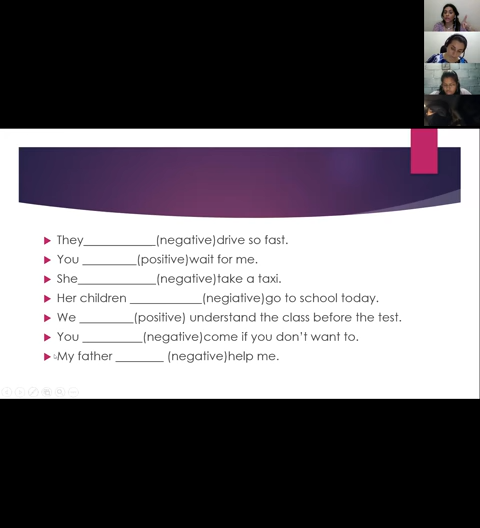 They____________(negative)drive so fast.
You _________(positive)wait for me.
She_____________(negative)take a taxi.
Her children ____________(negiative)go to school today.
We _________(positive) understand the class before the test.
You __________(negative)come if you don't want to.
My father ________ (negative)help me.